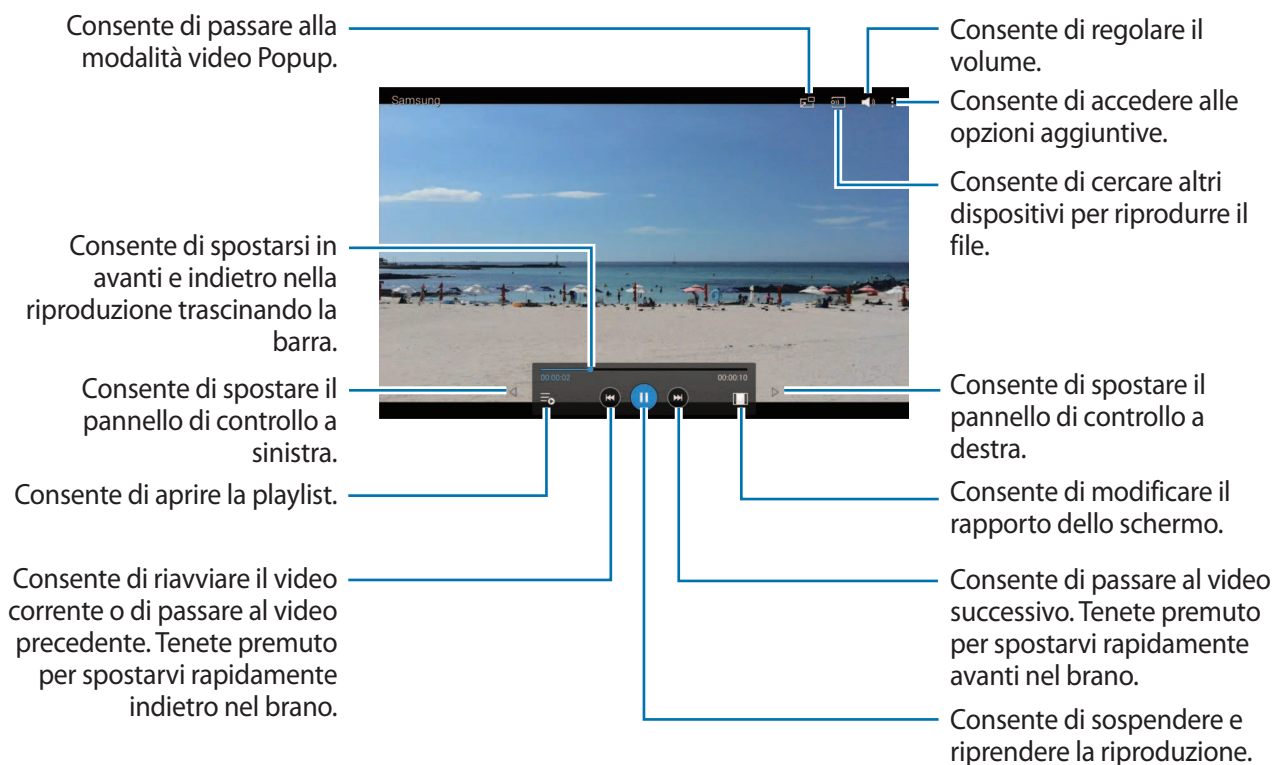 Consente di passare alla
modalità video Popup.
Consente di regolare il
volume.
Samsung
Consente di accedere alle
opzioni aggiuntive.
Consente di cercare altri
dispositivi per riprodurre il
file.
Consente di spostarsi in
avanti e indietro nella
riproduzione trascinando la
barra.
00:00:02
00:00:10
Consente di spostare il
pannello di controllo a
sinistra.
Consente di spostare il
pannello di controllo a
destra.
Consente di aprire la playlist.
Consente di modificare il
rapporto dello schermo.
Consente di riavviare il video
corrente o di passare al video
precedente. Tenete premuto
per spostarvi rapidamente
indietro nel brano.
Consente di passare al video
successivo. Tenete premuto
per spostarvi rapidamente
avanti nel brano.
Consente di sospendere e
riprendere la riproduzione.